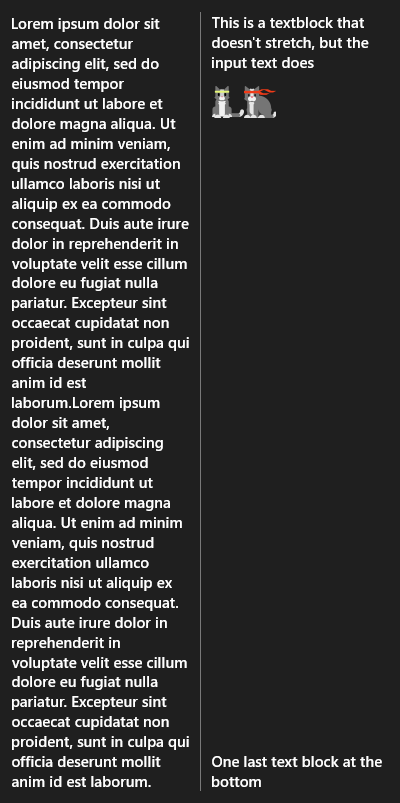 Lorem ipsum dolor sit
amet, consectetur
adipiscing elit, sed do
eiusmod tempor
incididunt ut labore et
dolore magna aliqua. Ut
enim ad minim veniam,
quis nostrud exercitation
ullamco laboris nisi ut
aliquip ex ea commodo
consequat. Duis aute irure
dolor in reprehenderit in
voluptate velit esse cillum
dolore eu fugiat nulla
pariatur. Excepteur sint
occaecat cupidatat non
proident, sunt in culpa qui
officia deserunt mollit
anim id est
laborum.Lorem ipsum
dolor sit amet,
consectetur adipiscing
elit, sed do eiusmod
tempor incididunt ut
labore et dolore magna
aliqua. Ut enim ad minim
veniam, quis nostrud
exercitation ullamco
laboris nisi ut aliquip ex
ea commodo consequat.
Duis aute irure dolor in
reprehenderit in
voluptate velit esse cillum
dolore eu fugiat nulla
pariatur. Excepteur sint
occaecat cupidatat non
proident, sunt in culpa qui
officia deserunt mollit
anim id est laborum.
This is a textblock that
doesn't stretch, but the
input text does
One last text block at the
bottom